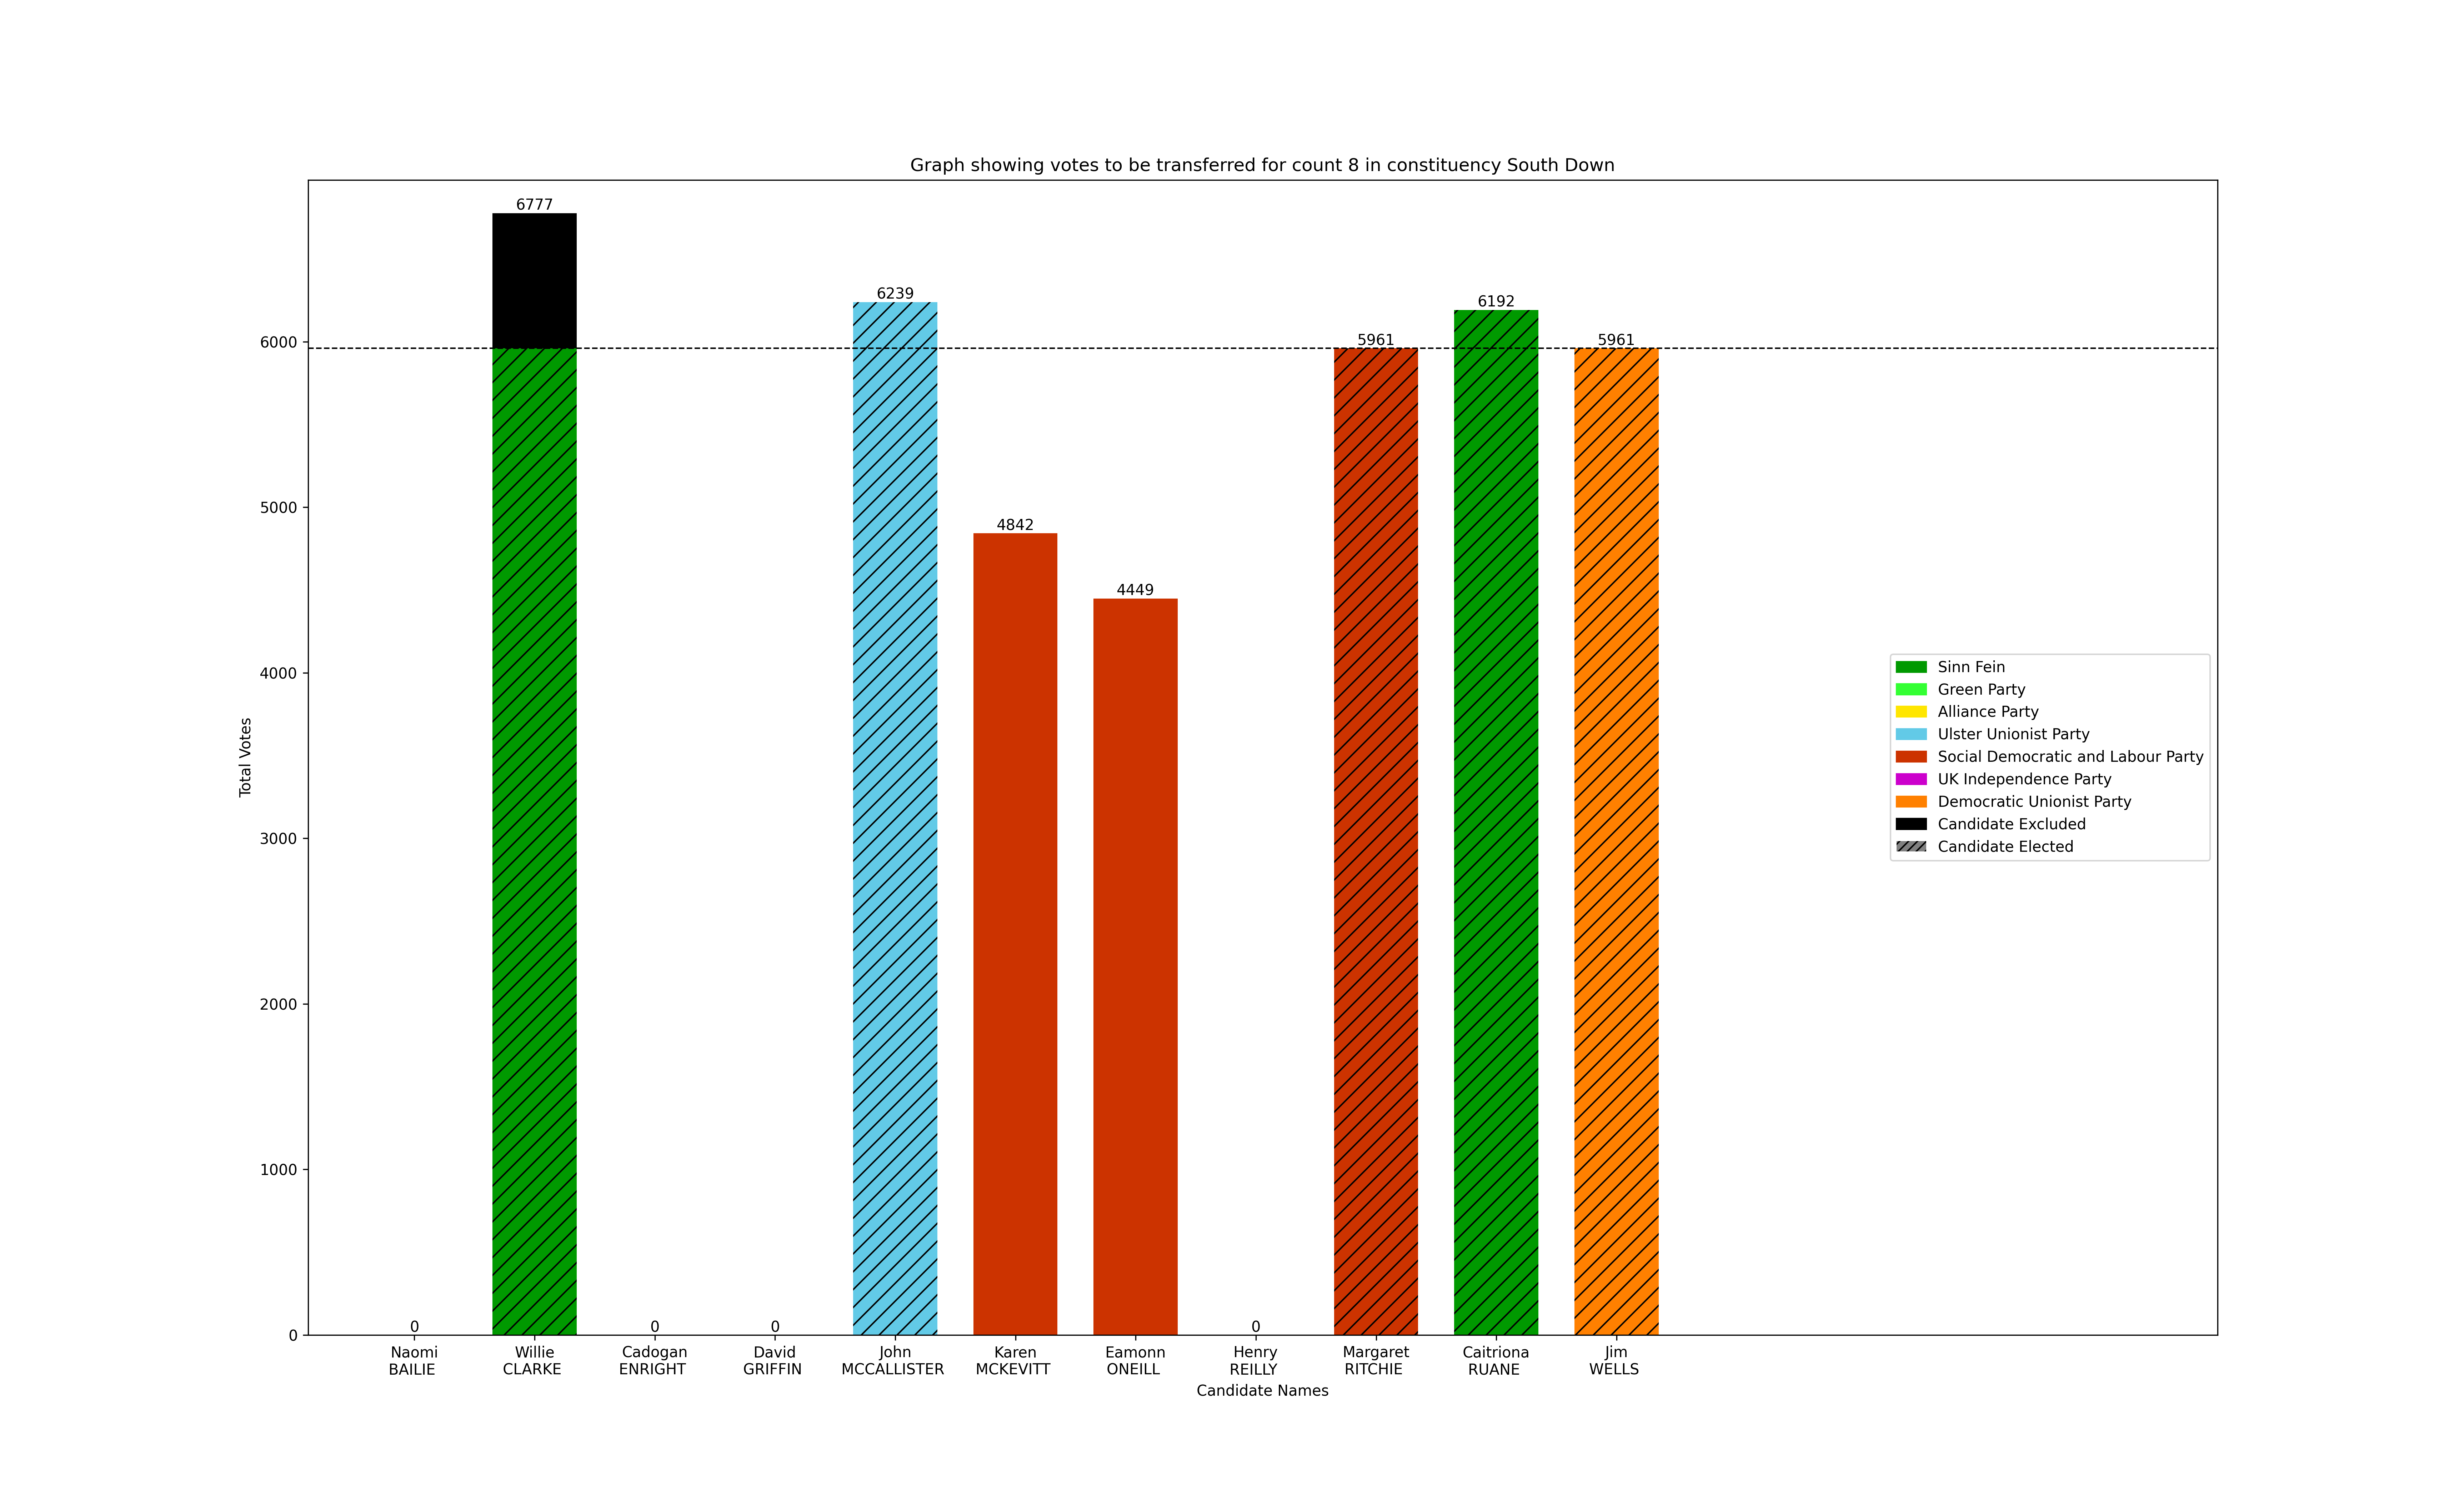 Graph showing votes to be transferred for count 8 in constituency South Down
6777
6239
6192
5961
5961
4842
4449
0
0
0
0
6000
5000
4000
3000
2000
1000
0
Total Votes
Sinn Fein
Green Party
Alliance Party
Ulster Unionist Party
Social Democratic and Labour Party
UK Independence Party
Democratic Unionist Party
Candidate Excluded
Candidate Elected
Naomi
BAILIE
Willie
CLARKE
Cadogan
ENRIGHT
David
GRIFFIN
John
MCCALLISTER
Karen
MCKEVITT
Eamonn
ONEILL
Henry
REILLY
Margaret
RITCHIE
Caitriona
RUANE
Jim
WELLS
Candidate Names